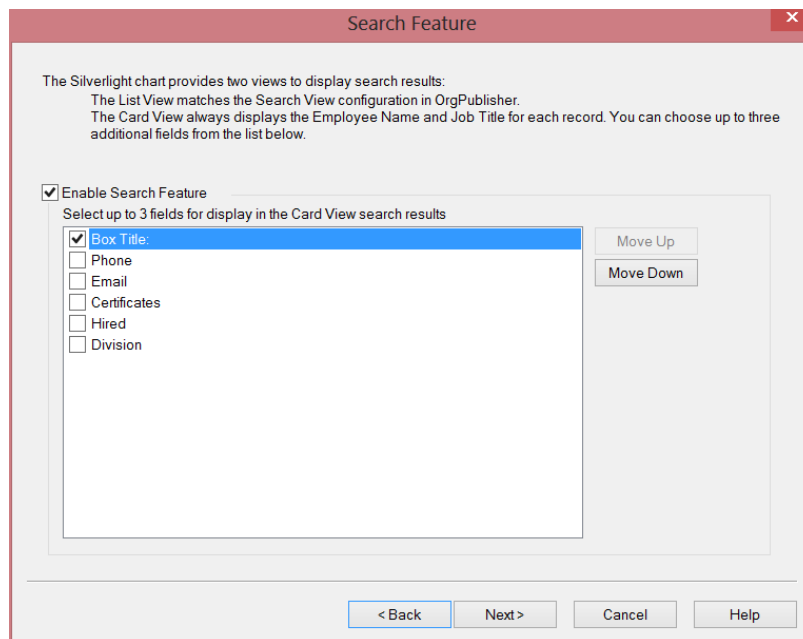 Search Feature
The Silverlight chart provides two views to display search results:
The List View matches the Search View configuration in OrgPublisher.
The Card View always displays the Employee Name and Job Title for each record. You can choose up to three
additional fields from the list below.
Enable Search Feature
Select up to 3 fields for display in the Card View search results
Box Title:
Phone
Email
Certificates
Hired
Division
Move Up
Move Down
< Back
Next >
Cancel
Help